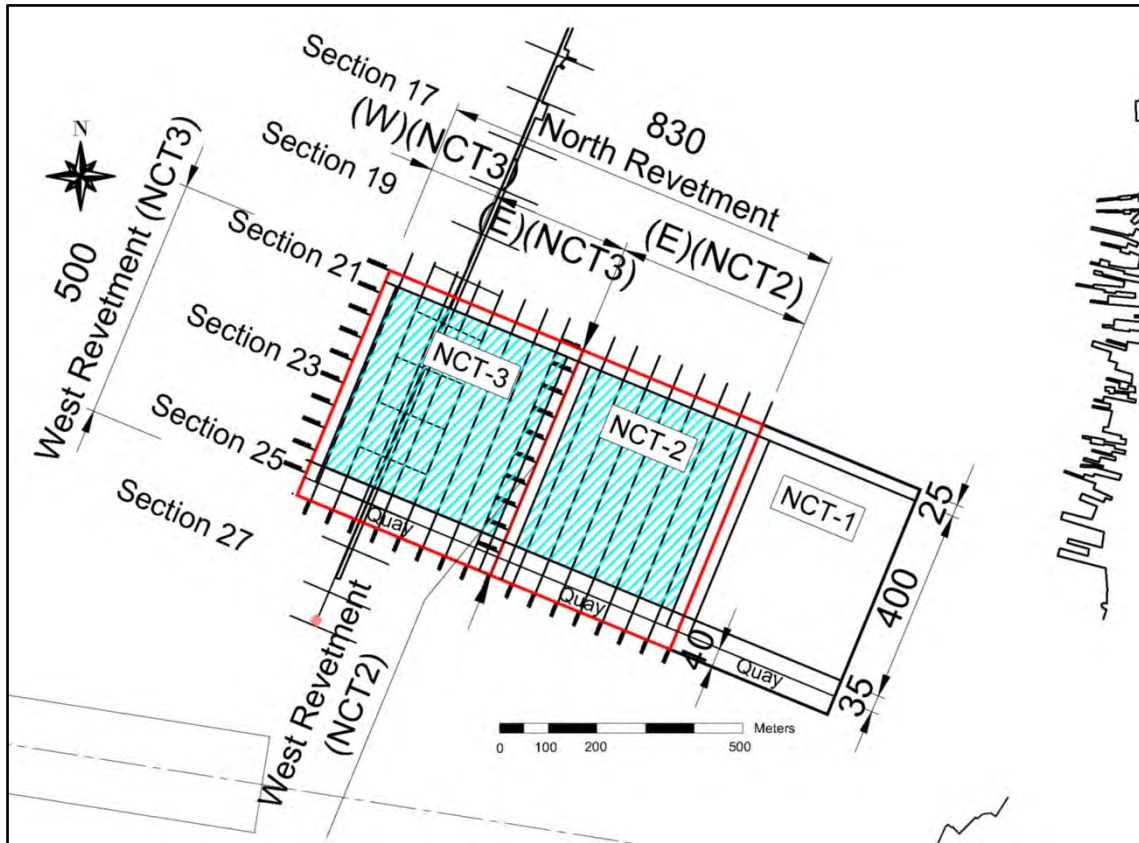 N
Section 17
Section 19
Section 21
Section 23
Section 25
Section 27
500
West Revetment (NCT3)
(W)(NCT3)
830
North Revetment
(E)(NCT3)
(E)(NCT2)
NCT-3
NCT-2
NCT-1
Quay
Quay
Quay
25
400
35
40
West Revetment
(NCT2)
Meters
0 100 200 500